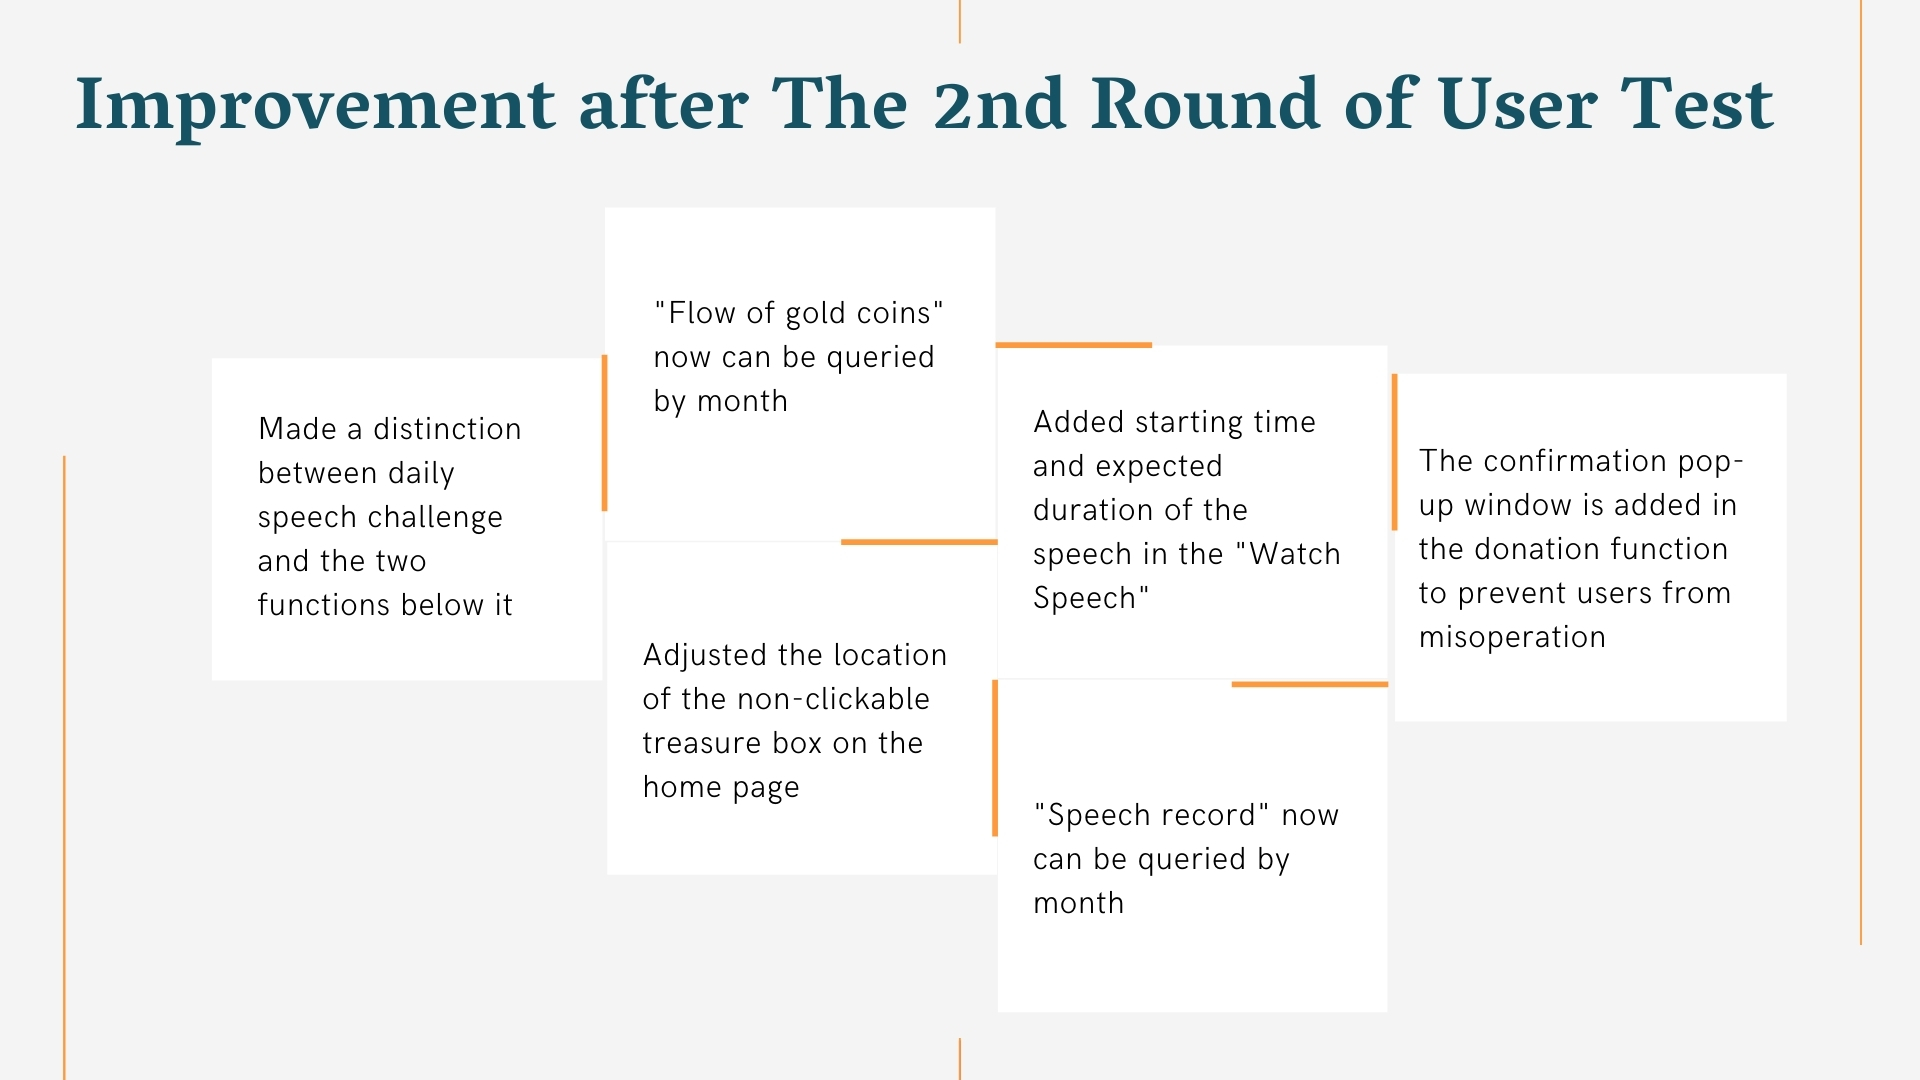 Improvement after The 2nd Round of User Test
Made a distinction
between daily
speech challenge
and the two
functions below it
"Flow of gold coins"
now can be queried
by month
Adjusted the location
of the non-clickable
treasure box on the
home page
Added starting time
and expected
duration of the
speech in the "Watch
Speech"
"Speech record" now
can be queried by
month
The confirmation pop-
up window is added in
the donation function
to prevent users from
misoperation